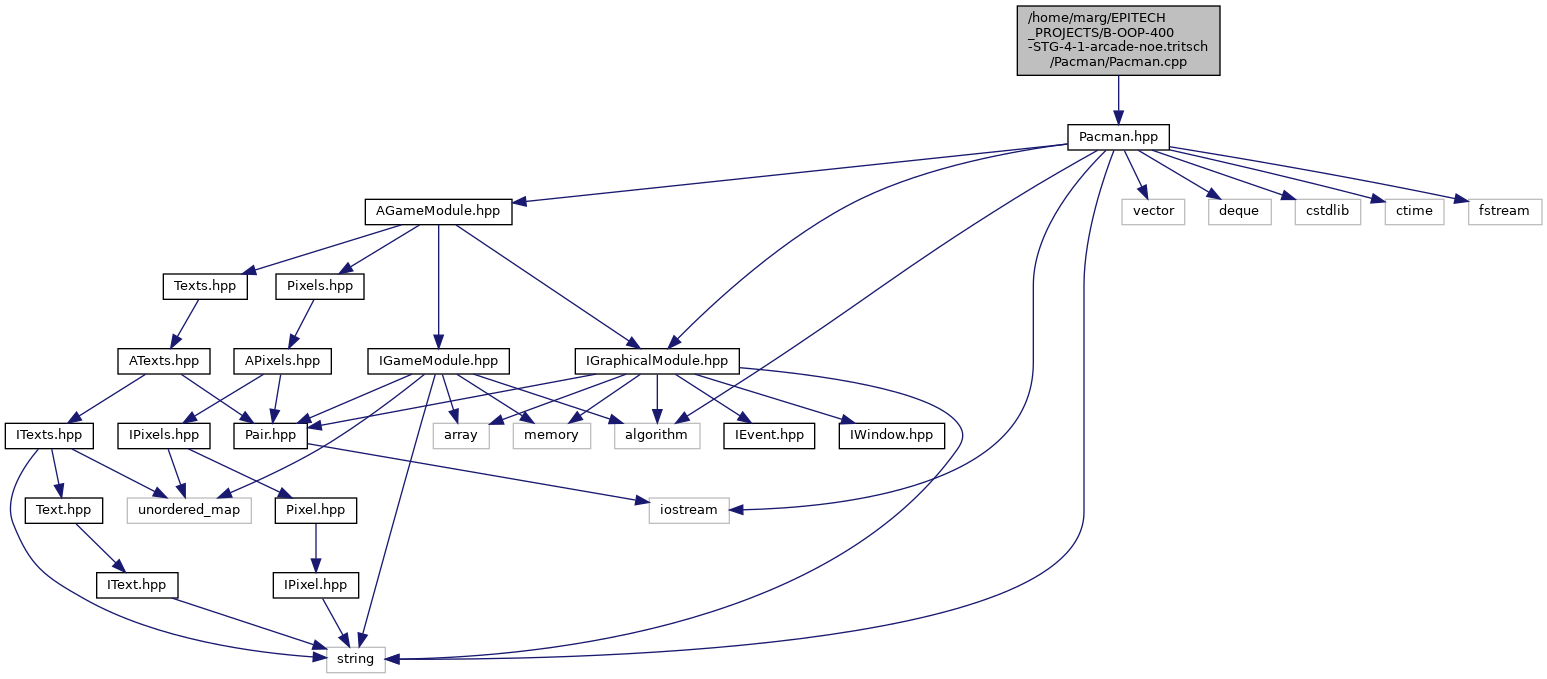 /home/marg/EPITECH
_PROJECTS/B-OOP-400
-STG-4-1-arcade-noe.tritsch
/Pacman/Pacman.cpp
Pacman.hpp
AGameModule.hpp
vector
deque
cstdlib
ctime
fstream
Texts.hpp
Pixels.hpp
ATexts.hpp
APixels.hpp
IGameModule.hpp
IGraphicalModule.hpp
ITexts.hpp
IPixels.hpp
Pair.hpp
array
memory
algorithm
IEvent.hpp
IWindow.hpp
Text.hpp
unordered_map
Pixel.hpp
iostream
IText.hpp
IPixel.hpp
string